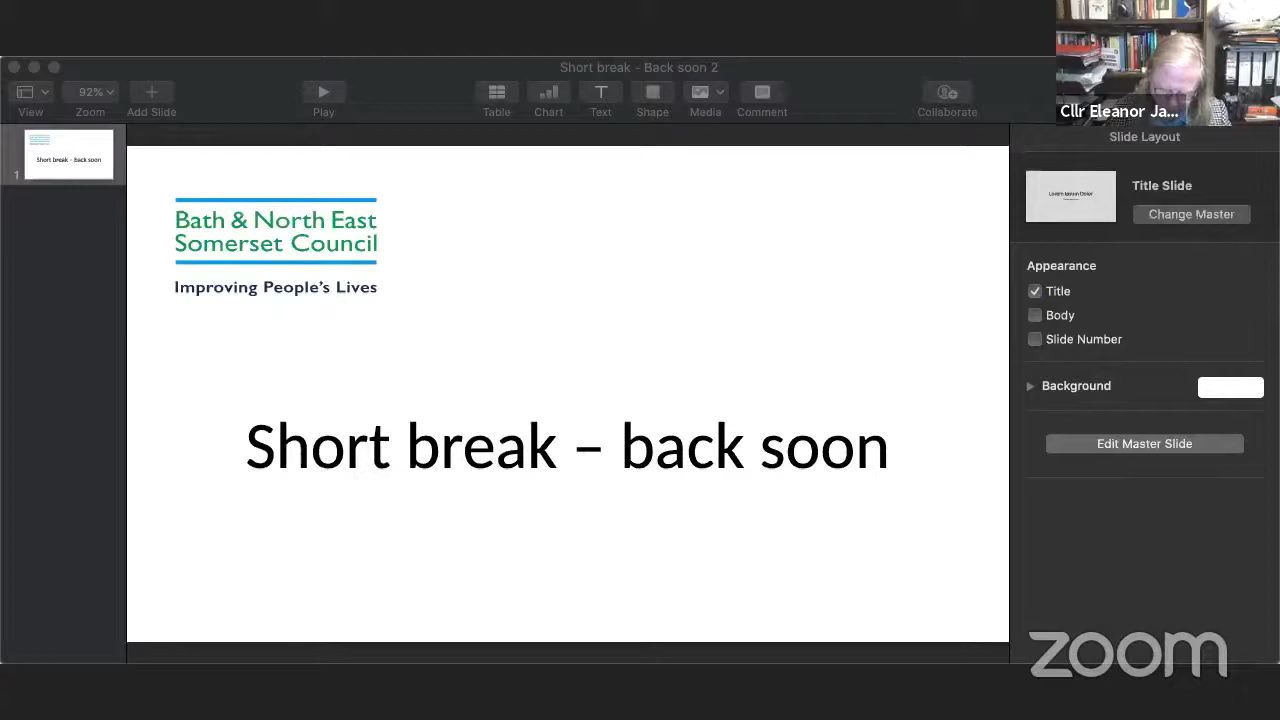 Short break - Back soon 2
92%
View
Zoom
Add Slide
Play
Table
Chart
Text
Shape
Media
Comment
Collaborate
Cllr Eleanor Ja...
Slide Layout
1
Short break – back soon
Title Slide
Change Master
Bath & North East
Somerset Council
Improving People's Lives
Appearance
Title
Body
Slide Number
Background
Short break – back soon
Edit Master Slide
zoom